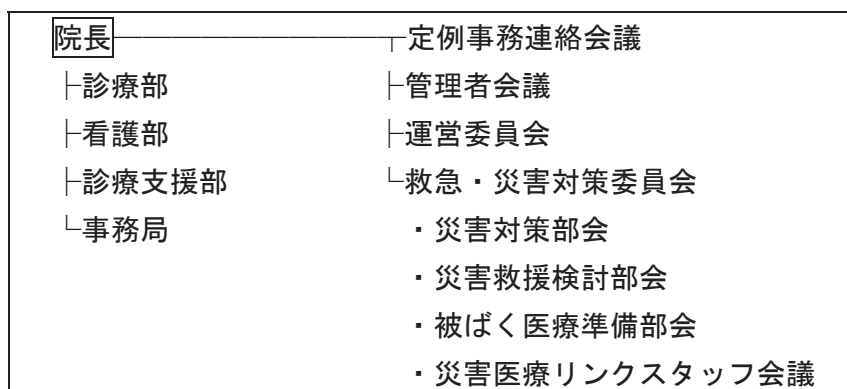 院長─────────┬定例事務連絡会議
├診療部 ├管理者会議
├看護部 ├運営委員会
├診療支援部 └救急・災害対策委員会
└事務局 ・災害対策部会
・災害救援検討部会
・被ばく医療準備部会
・災害医療リンクスタッフ会議